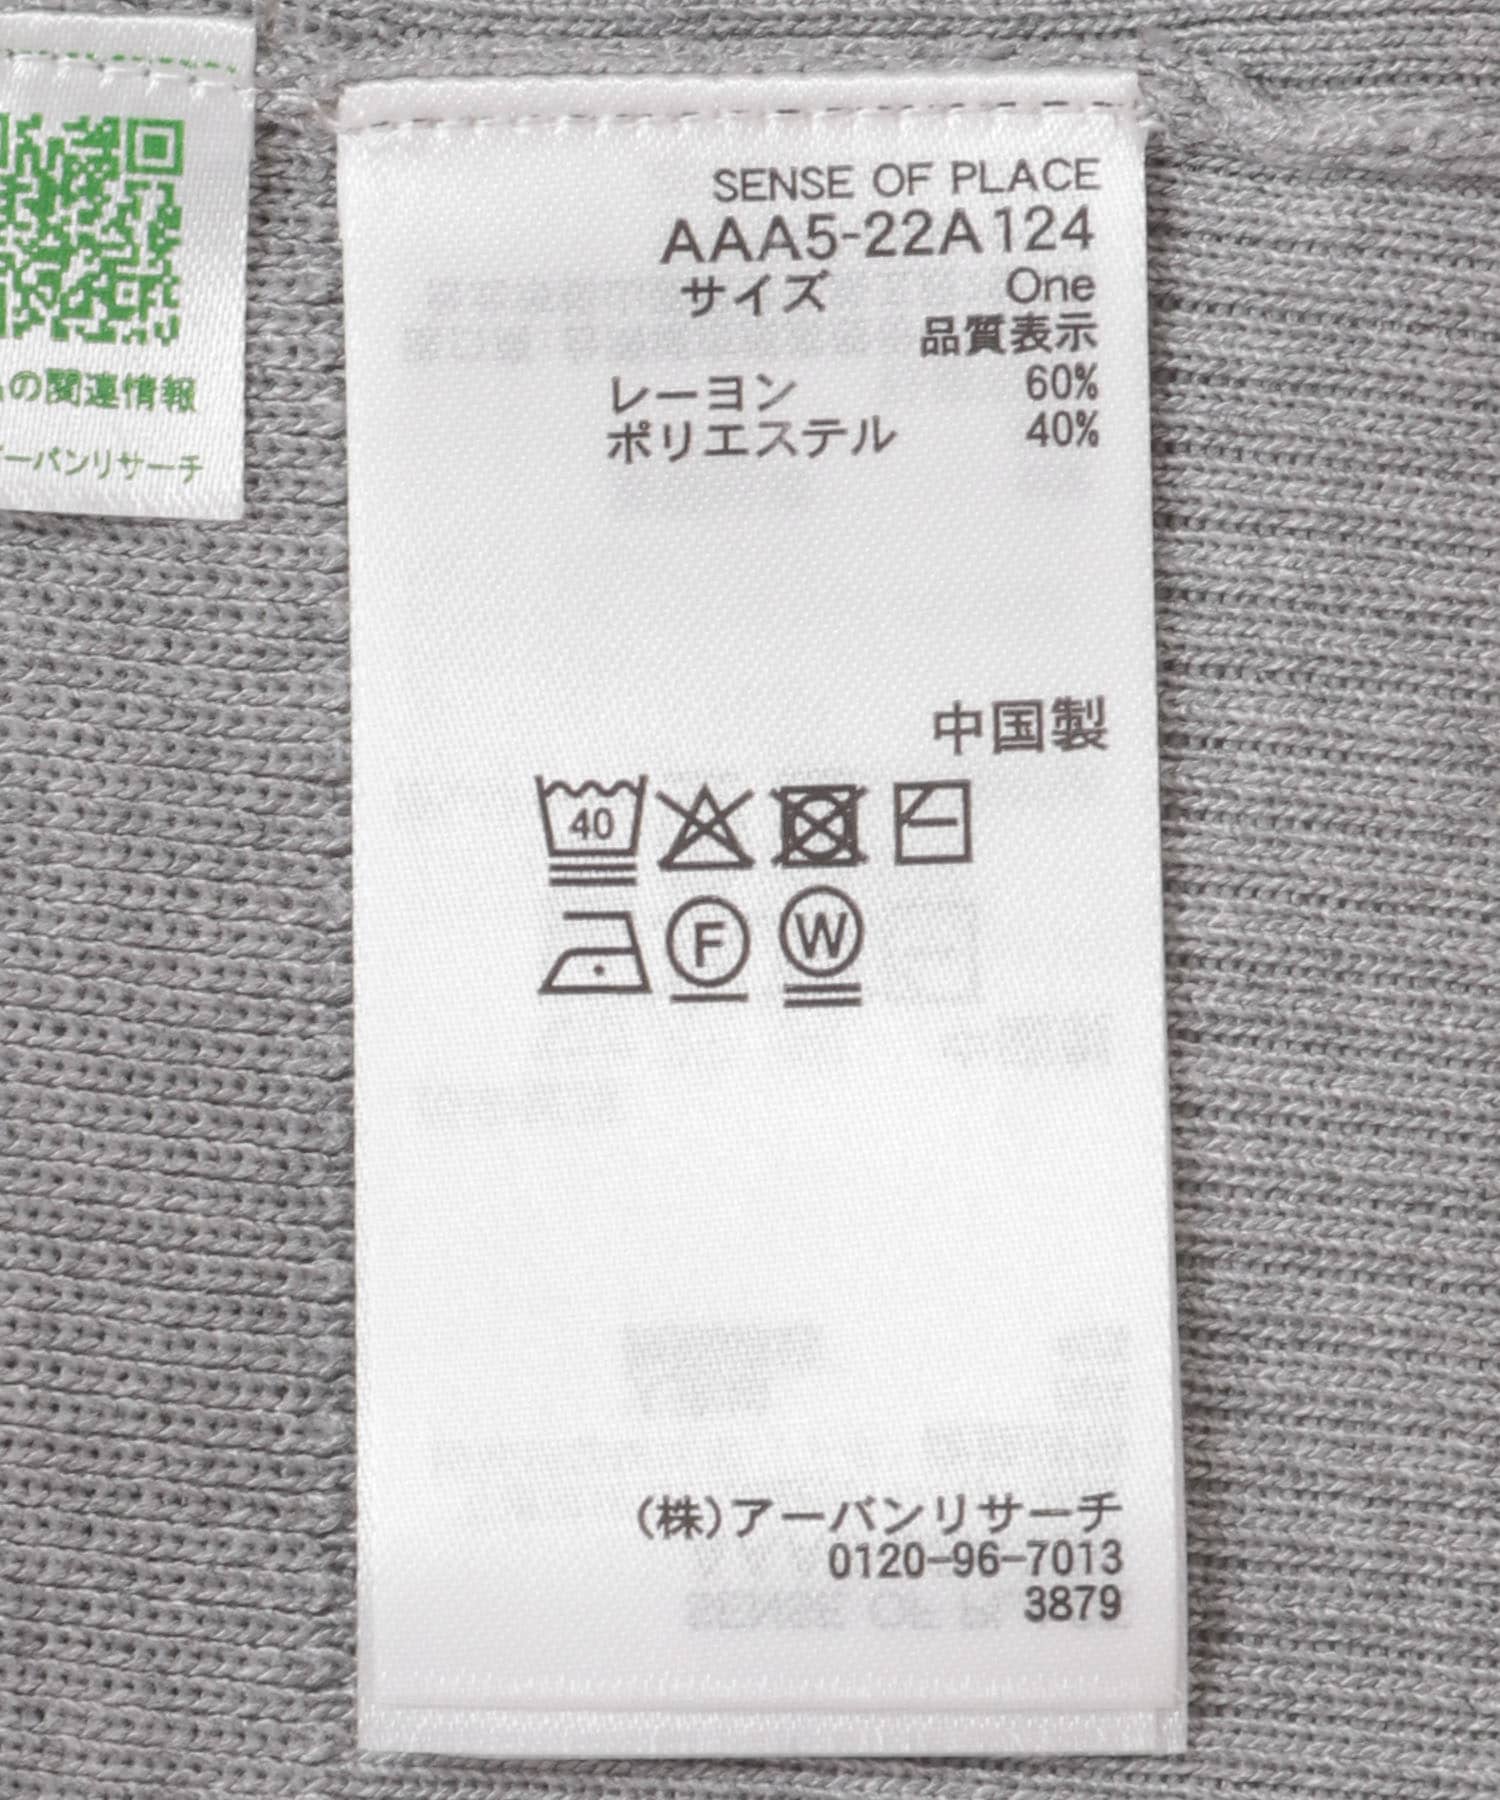 の関連情報
ーバンリサーチ
SENSE OF PLACE
AAA5-22A124
サイズ One
品質表示
レーヨン 60%
ポリエステル 40%
中国製
40
F W
(株)アーバンリサーチ
0120-96-7013
3879